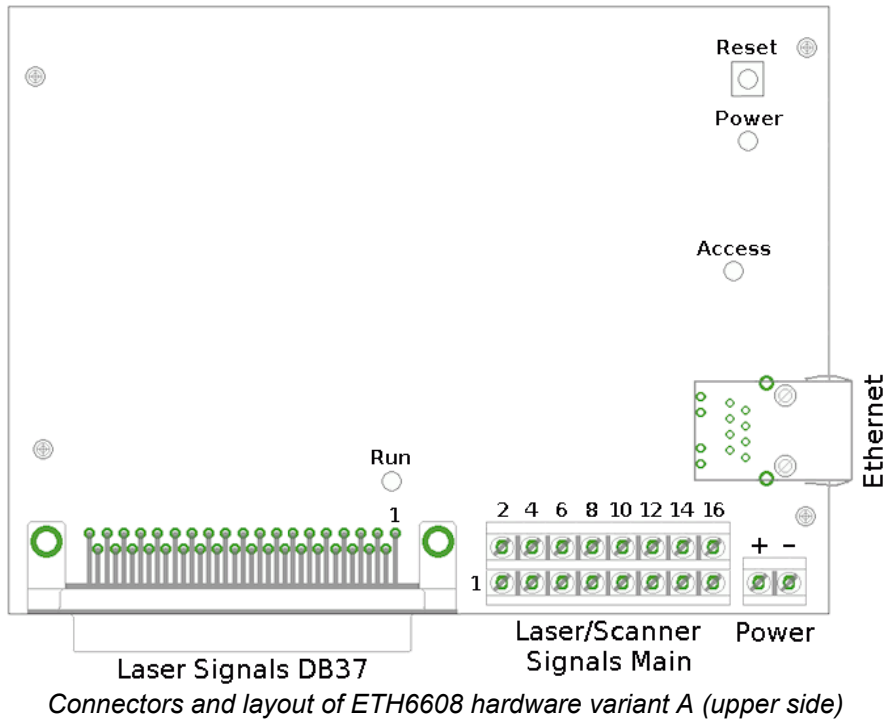 Reset
Power
Access
Ethernet
Run
1
2 4 6 8 10 12 14 16
+ –
1
Laser/Scanner
Signals Main
Power
Laser Signals DB37
Connectors and layout of ETH6608 hardware variant A (upper side)